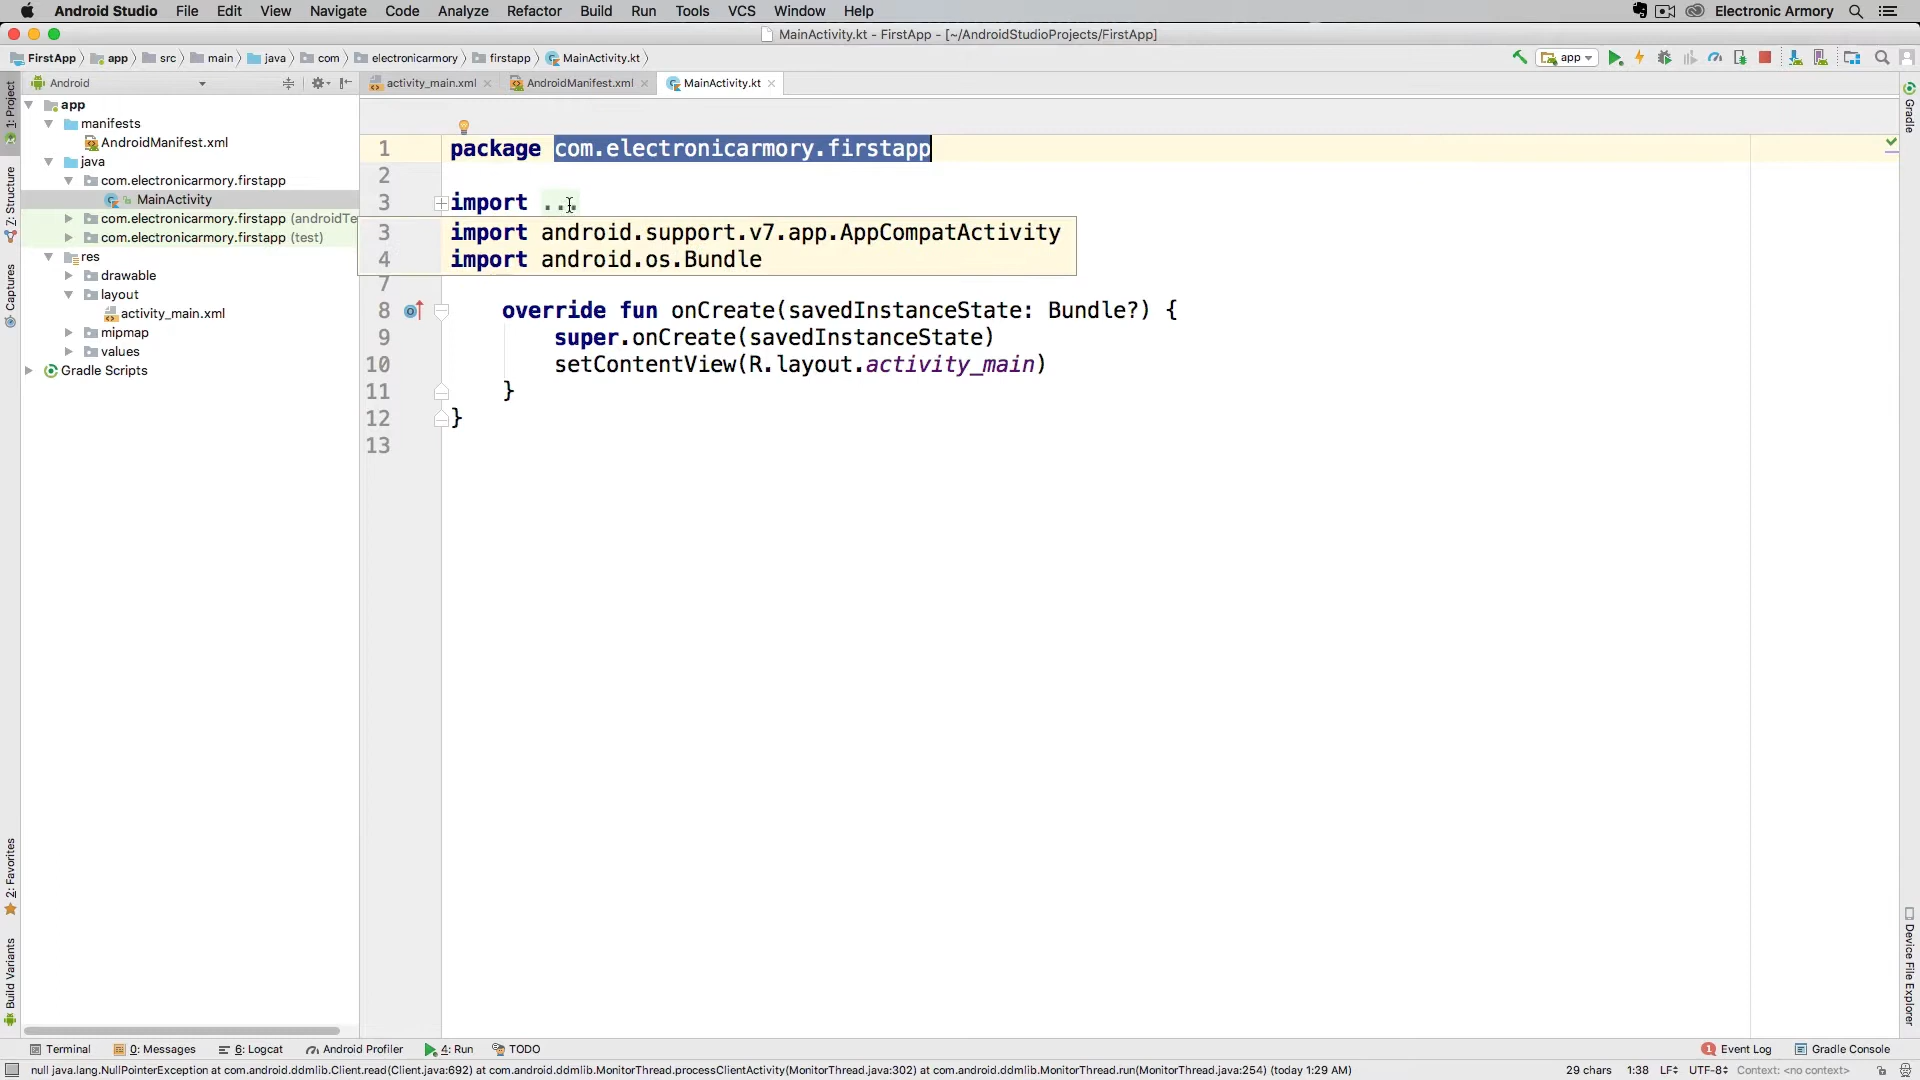 Android Studio File Edit View Navigate Code Analyze Refactor Build Run Tools VCS Window Help Electronic Armory
MainActivity.kt - FirstApp - [~/AndroidStudioProjects/FirstApp]
FirstApp app src main java com electronicarmory firstapp MainActivity.kt app
Android activity_main.xml AndroidManifest.xml MainActivity.kt
1: Project
Z: Structure
Captures
2: Favorites
Build Variants
app
manifests
AndroidManifest.xml
java
com.electronicarmory.firstapp
MainActivity
com.electronicarmory.firstapp (androidTe
com.electronicarmory.firstapp (test)
res
drawable
layout
activity_main.xml
mipmap
values
Gradle Scripts
1 package com.electronicarmory.firstapp
2
3 import ...
3 import android.support.v7.app.AppCompatActivity
4 import android.os.Bundle
7
8 override fun onCreate(savedInstanceState: Bundle?) {
9 super.onCreate(savedInstanceState)
10 setContentView(R.layout.activity_main)
11 }
12 }
13
Gradle
Device File Explorer
Terminal 0: Messages 6: Logcat Android Profiler 4: Run TODO 1 Event Log Gradle Console
null java.lang.NullPointerException at com.android.ddmlib.Client.read(Client.java:692) at com.android.ddmlib.MonitorThread.processClientActivity(MonitorThread.java:302) at com.android.ddmlib.MonitorThread.run(MonitorThread.java:254) (today 1:29 AM) 29 chars 1:38 LF UTF-8 Context: <no context>